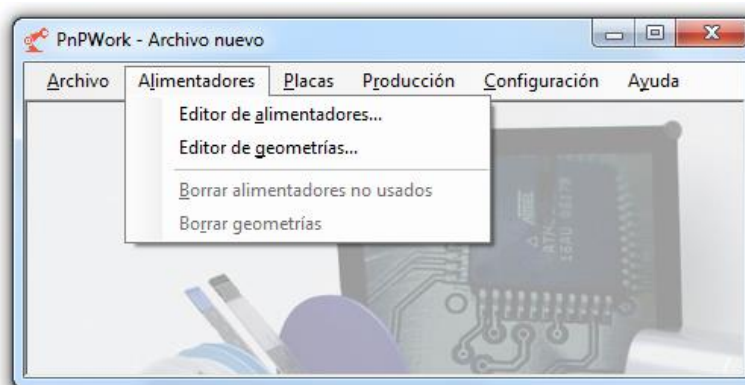 PnPWork - Archivo nuevo
Archivo Alimentadores Placas Producción Configuración Ayuda
Editor de alimentadores...
Editor de geometrías...
Borrar alimentadores no usados
Borrar geometrías
ATMEL